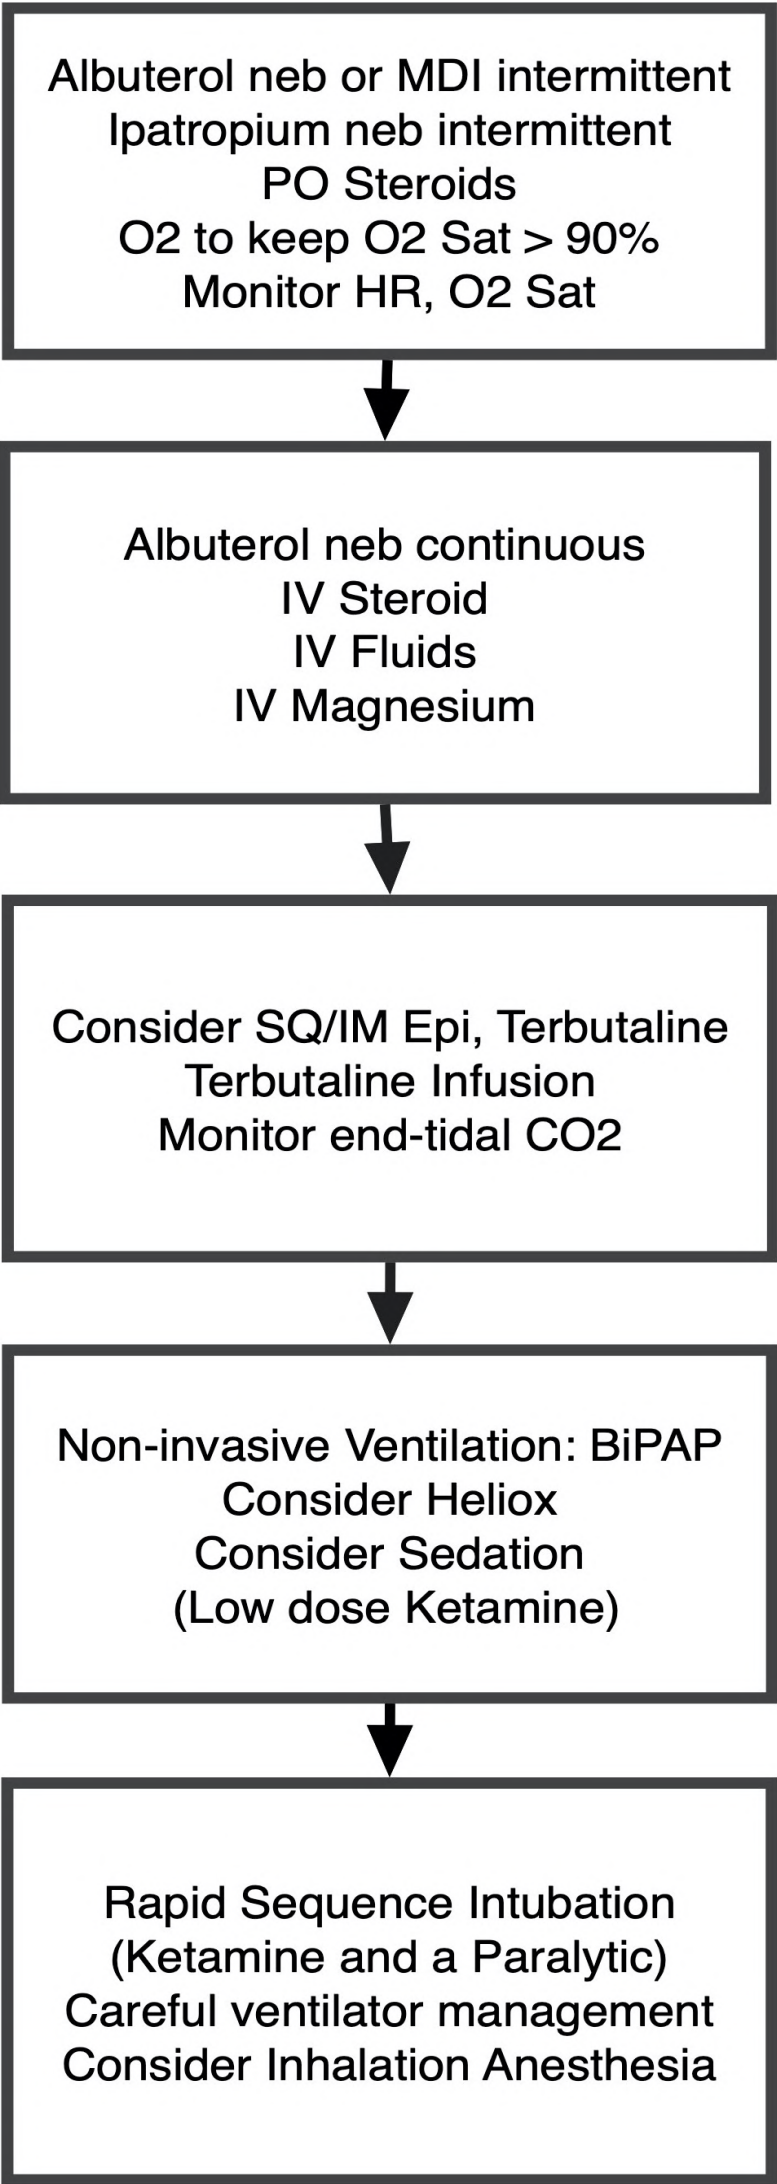 Albuterol neb or MDI intermittent
Ipatropium neb intermittent
PO Steroids
O2 to keep O2 Sat > 90%
Monitor HR, O2 Sat
Albuterol neb continuous
IV Steroid
IV Fluids
IV Magnesium
Consider SQ/IM Epi, Terbutaline
Terbutaline Infusion
Monitor end-tidal CO2
Non-invasive Ventilation: BiPAP
Consider Heliox
Consider Sedation
(Low dose Ketamine)
Rapid Sequence Intubation
(Ketamine and a Paralytic)
Careful ventilator management
Consider Inhalation Anesthesia